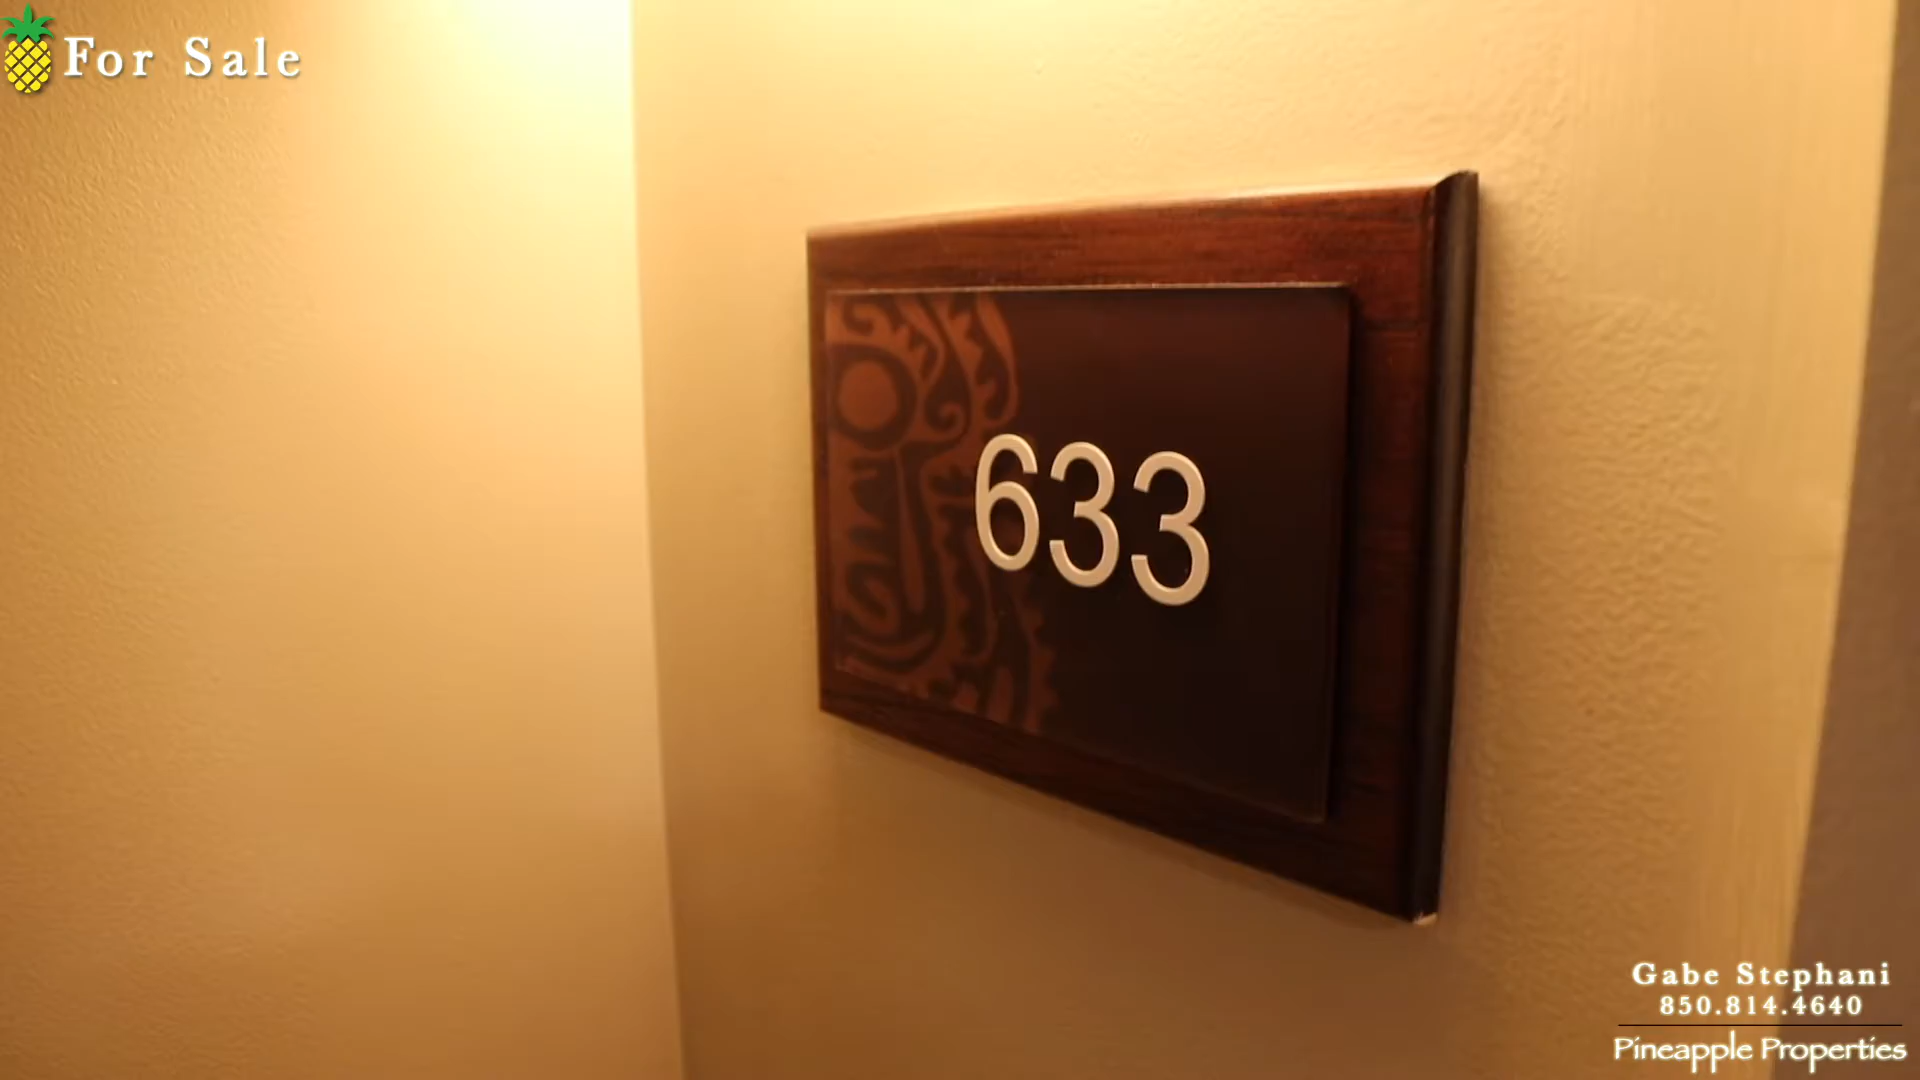 For Sale
633
Gabe Stephani
850.814.4640
Pineapple Properties